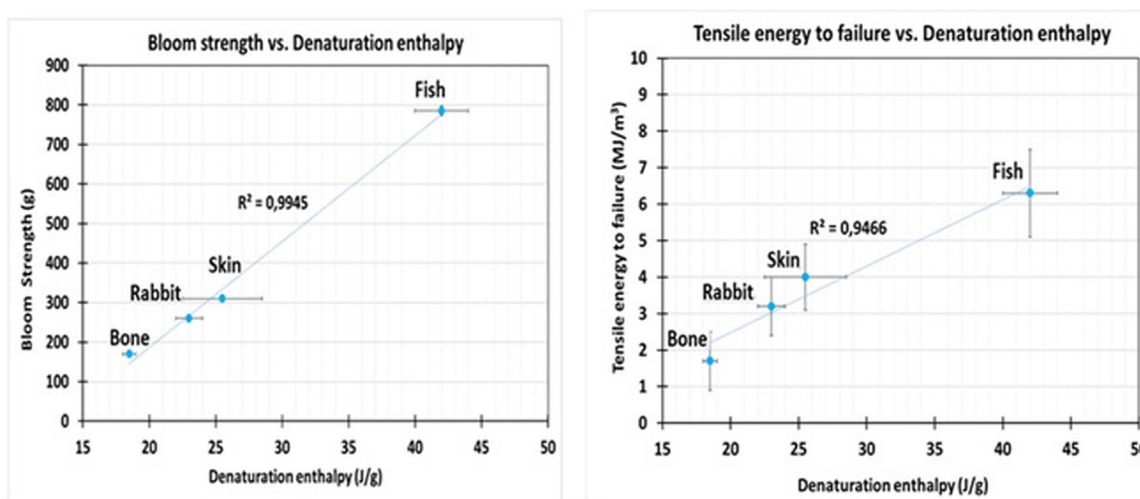 Bloom strength vs. Denaturation enthalpy
900
800
700
600
500
400
300
200
100
0
Bloom Strength (g)
Fish
R² = 0,9945
Skin
Rabbit
Bone
15 20 25 30 35 40 45 50
Denaturation enthalpy (J/g)
Tensile energy to failure vs. Denaturation enthalpy
10
9
8
7
6
5
4
3
2
1
0
Tensile energy to failure (MJ/m³)
Fish
R² = 0,9466
Skin
Rabbit
Bone
15 20 25 30 35 40 45 50
Denaturation enthalpy (J/g)